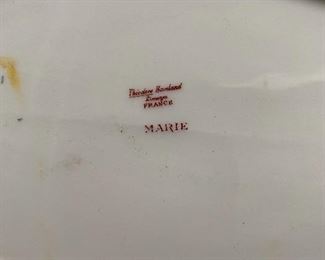 Theodore Haviland
Limoges
FRANCE
MARIE